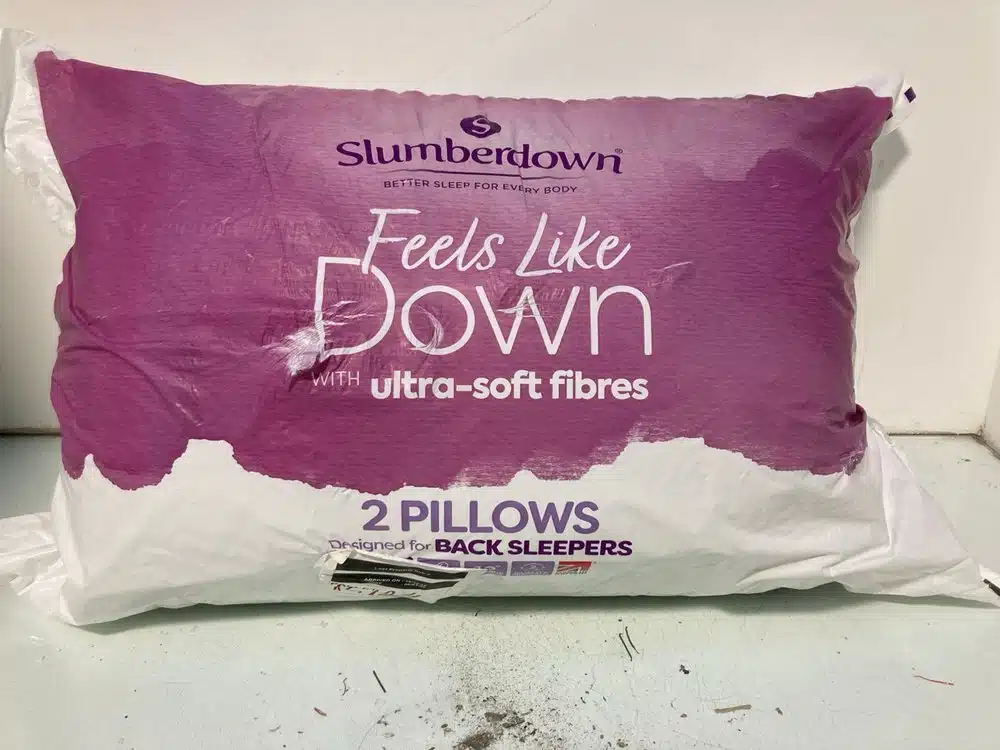 Slumberdown®
BETTER SLEEP FOR EVERY BODY
Feels Like
Down
WITH ultra-soft fibres
2 PILLOWS
Designed for BACK SLEEPERS